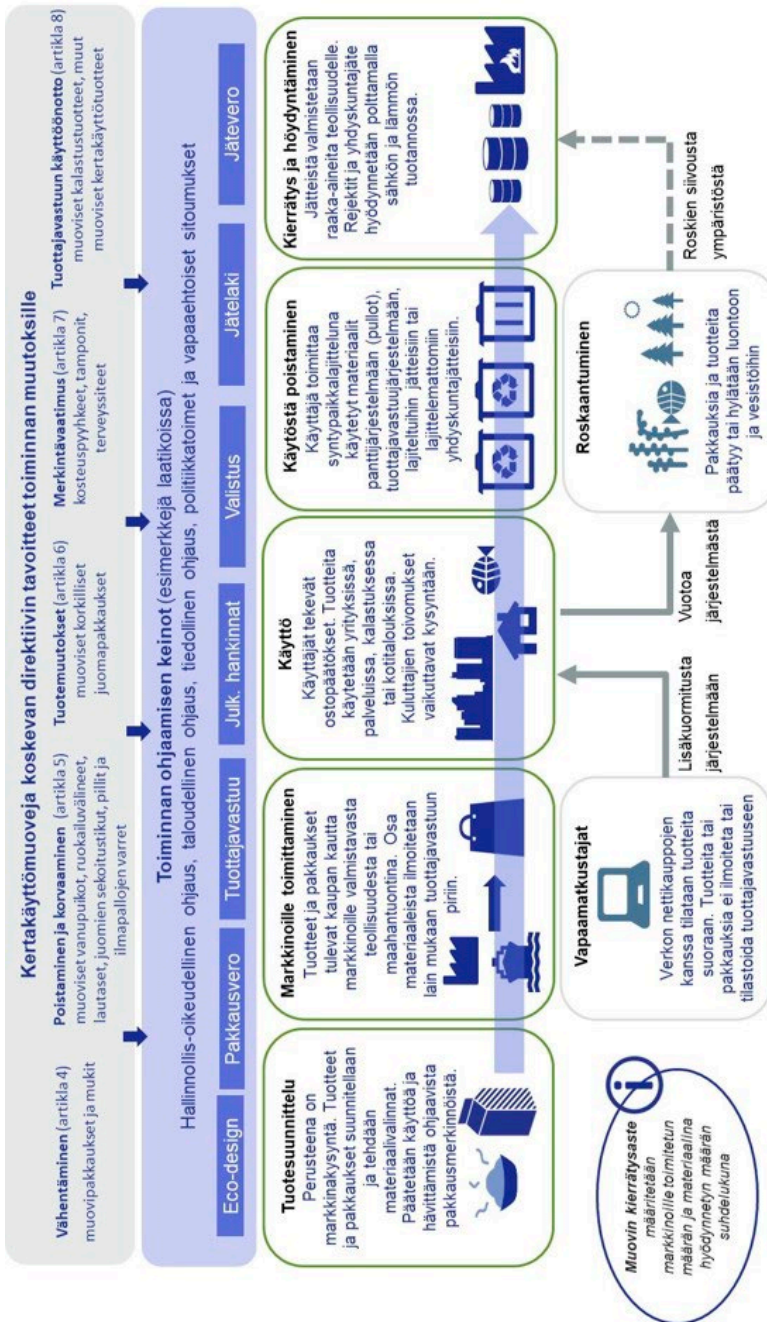 Kertakäyttömuoveja koskevan direktiivin tavoitteet toiminnan muutoksille
Vähentäminen (artikla 4)
muovipakkaukset ja mukit
Poistaminen ja korvaaminen (artikla 5)
muoviset vanupuikot, ruokailuvälineet,
lautaset, juomien sekoitustikut, pillit ja
ilmapallojen varret
Tuotemuutokset (artikla 6)
muoviset korkilliset
juomapakkaukset
Merkintävaatimus (artikla 7)
kosteuspyyhkeet, tamponit,
terveyssiteet
Tuottajavastuun käyttöönotto (artikla 8)
muoviset kalastustuotteet, muut
muoviset kertakäyttötuotteet
Toiminnan ohjaamisen keinot (esimerkkejä laatikoissa)
Hallinnollis-oikeudellinen ohjaus, taloudellinen ohjaus, tiedollinen ohjaus, politiikkatoimet ja vapaaehtoiset sitoumukset
Eco-design
Pakkausvero
Tuottajavastuu
Julk. hankinnat
Valistus
Jätelaki
Jätevero
Tuotesuunnittelu
Perusteena on
markkinakysyntä. Tuotteet
ja pakkaukset suunnitellaan
ja tehdään
materiaalivalinnat.
Päätetään käyttöä ja
hävittämistä ohjaavista
pakkausmerkinnöistä.
Markkinoille toimittaminen
Tuotteet ja pakkaukset
tulevat kaupan kautta
markkinoille valmistavasta
teollisuudesta tai
maahantuontina. Osa
materiaaleista ilmoitetaan
lain mukaan tuottajavastuun
piiriin.
Käyttö
Käyttäjät tekevät
ostopäätökset. Tuotteita
käytetään yrityksissä,
palveluissa, kalastuksessa
tai kotitalouksissa.
Kuluttajien toivomukset
vaikuttavat kysyntään.
Käytöstä poistaminen
Käyttäjä toimittaa
syntypaikkalajitteluna
käytetyt materiaalit
panttijärjestelmään (pullot),
tuottajavastuujärjestelmään,
lajiteltuihin jätteisiin tai
lajittelemattomiin
yhdyskuntajätteisiin.
Kierrätys ja höydyntäminen
Jätteistä valmistetaan
raaka-aineita teollisuudelle.
Rejektit ja yhdyskuntajäte
hyödynnetään polttamalla
sähkön ja lämmön
tuotannossa.
Muovin kierrätysaste
määritetään
markkinoille toimitetun
määrän ja materiaalina
hyödynnetyn määrän
suhdelukuna
i
Vapaamatkustajat
Verkon nettikauppojen
kanssa tilataan tuotteita
suoraan. Tuotteita tai
pakkauksia ei ilmoiteta tai
tilastoida tuottajavastuuseen
Lisäkuormitusta
järjestelmään
Vuotoa
järjestelmästä
Roskaantuminen
Pakkauksia ja tuotteita
päätyy tai hylätään luontoon
ja vesistöihin
Roskien siivousta
ympäristöstä